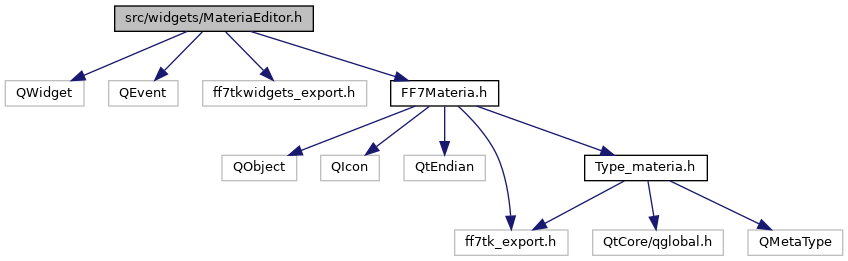 src/widgets/MateriaEditor.h
QWidget
QEvent
ff7tkwidgets_export.h
FF7Materia.h
QObject
QIcon
QtEndian
Type_materia.h
ff7tk_export.h
QtCore/qglobal.h
QMetaType